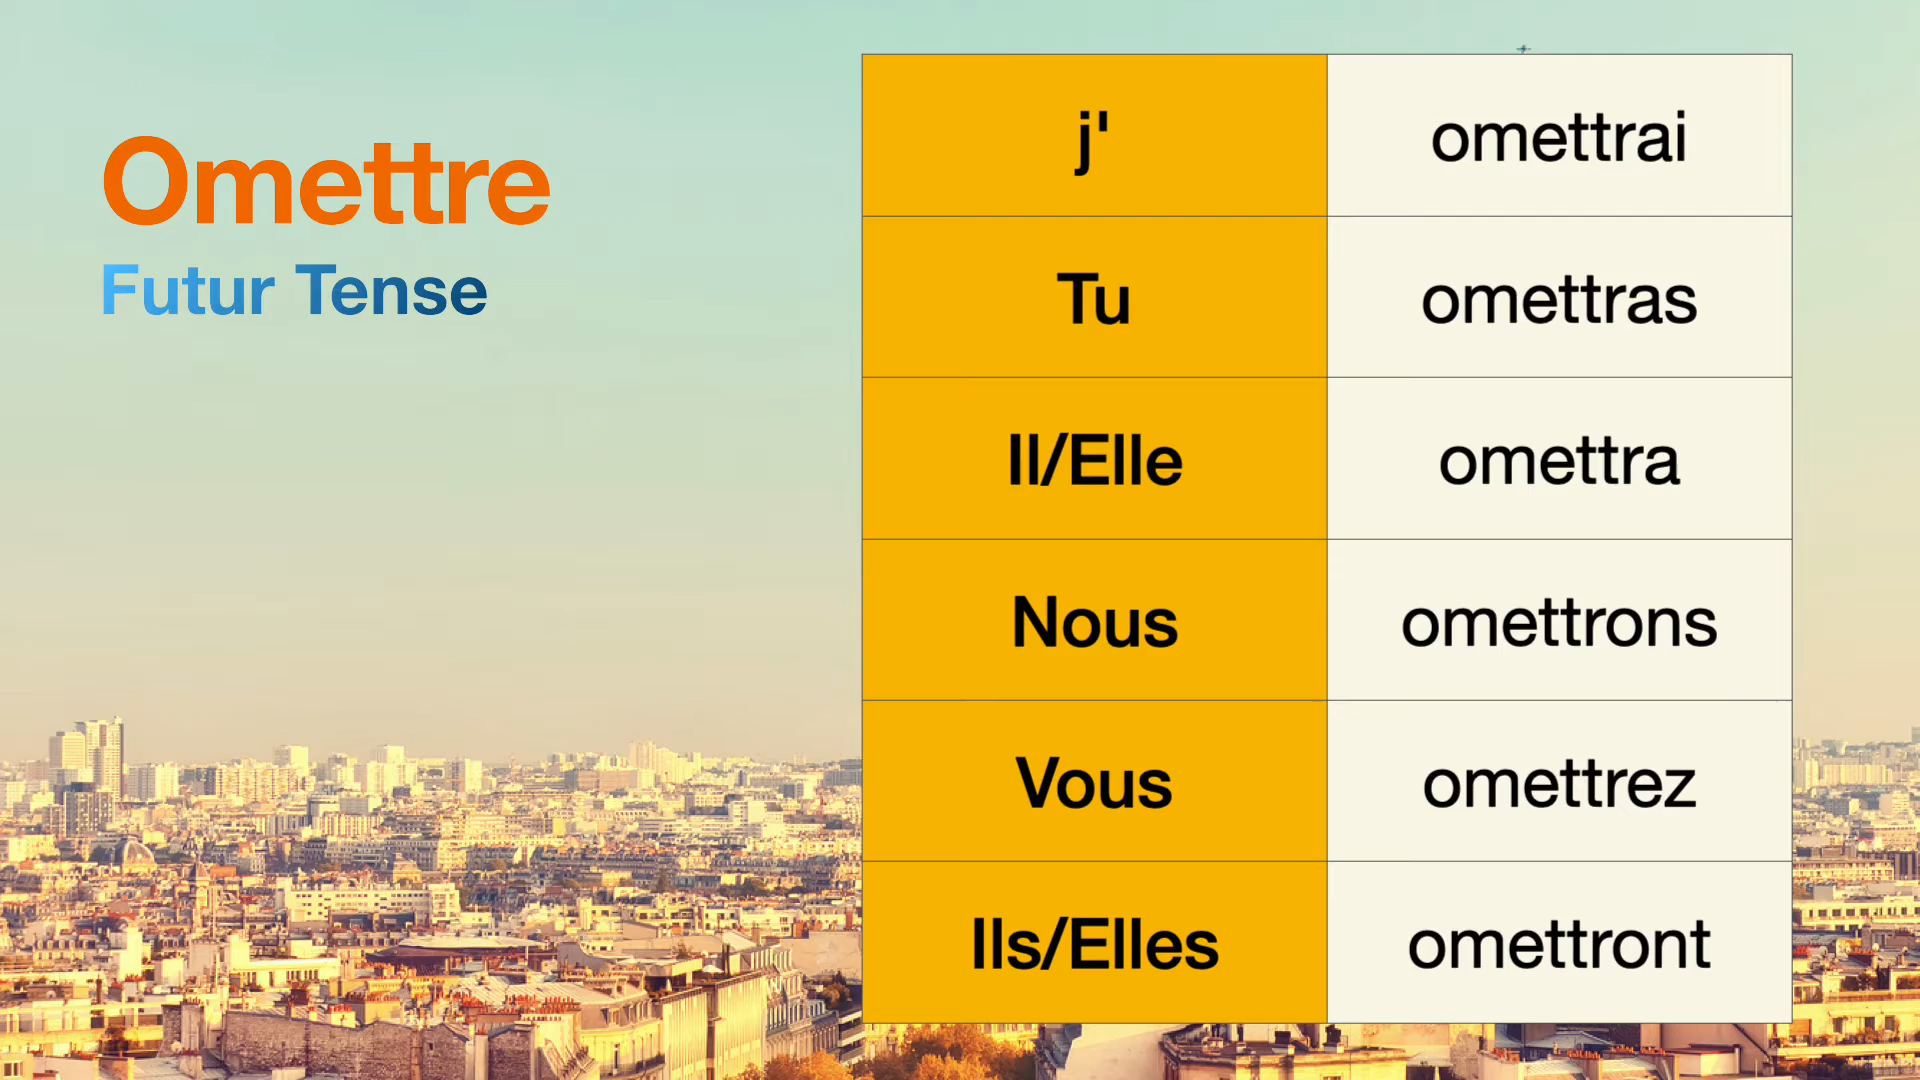 Omettre
Futur Tense
j' omettrai
Tu omettras
Il/Elle omettra
Nous omettrons
Vous omettrez
Ils/Elles omettront